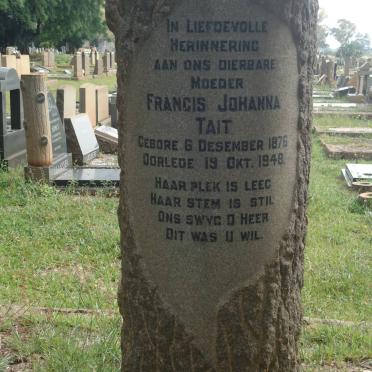 In Liefdevolle
Herinnering
aan ons dierbare
Moeder
Francis Johanna
Tait
Gebore 6 Desember 1876
Oorlede 19 Okt. 1948.
Haar plek is leeg
Haar stem is stil
Ons swyg O Heer
Dit was U wil.